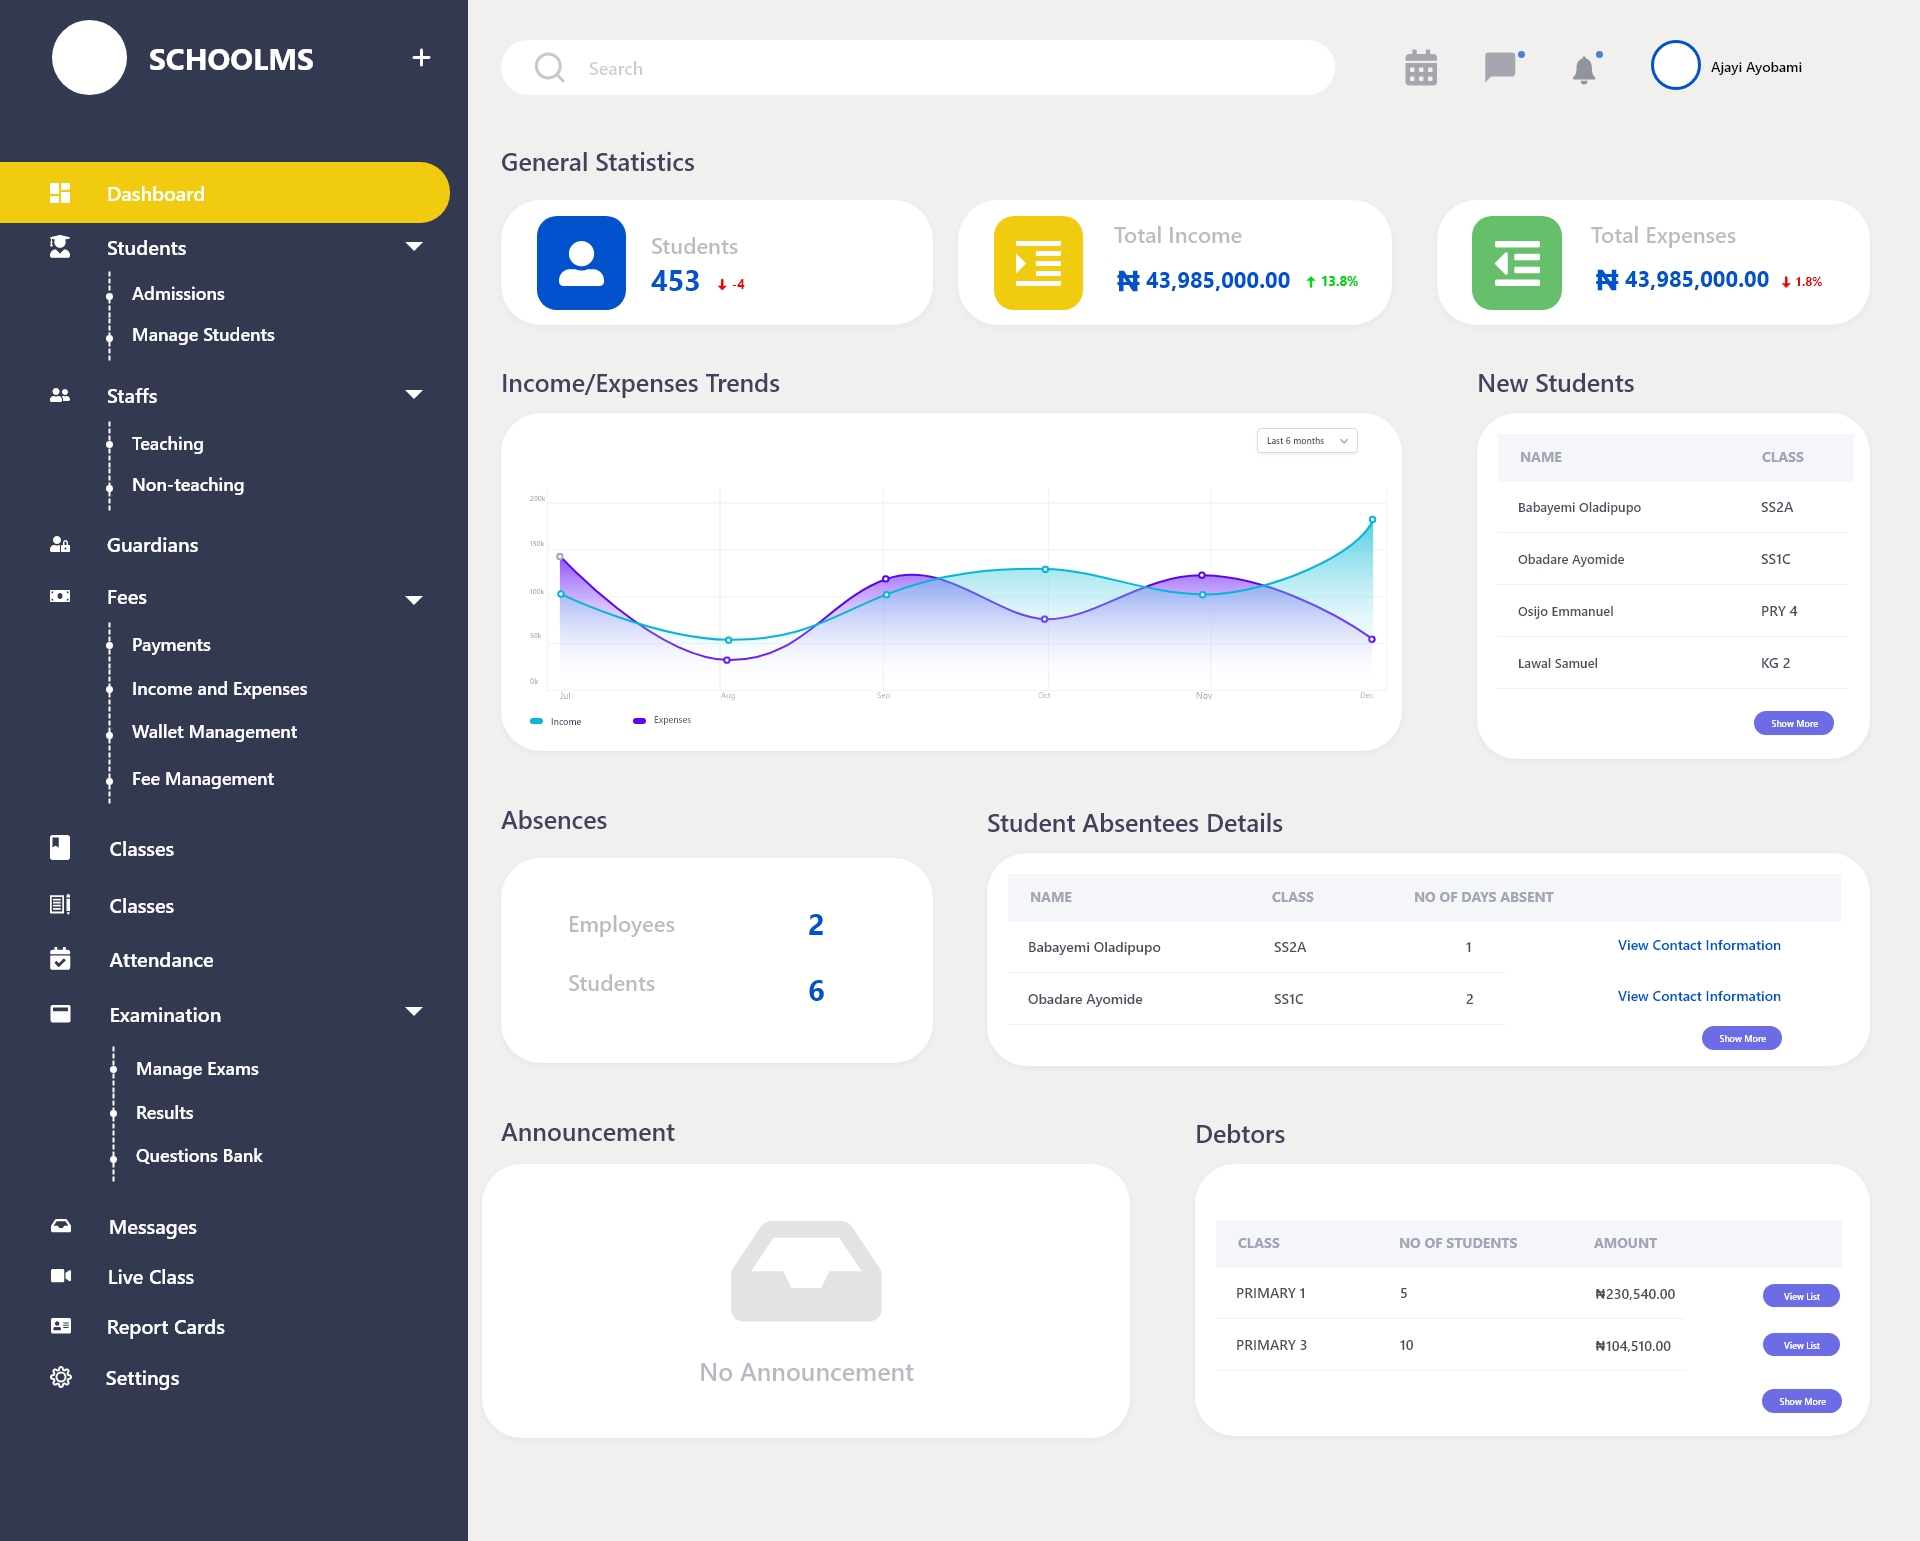 SCHOOLMS
Dashboard
Students
Admissions
Manage Students
Staffs
Teaching
Non-teaching
Guardians
Fees
Payments
Income and Expenses
Wallet Management
Fee Management
Classes
Classes
Attendance
Examination
Manage Exams
Results
Questions Bank
Messages
Live Class
Report Cards
Settings
Search
Ajayi Ayobami
General Statistics
Students
453 -4
Total Income
₦ 43,985,000.00 13.8%
Total Expenses
₦ 43,985,000.00 1.8%
Income/Expenses Trends
Last 6 months
200k
150k
100k
50k
0k
Jul Aug Sep Oct Nov Dec
Income Expenses
New Students
NAME CLASS
Babayemi Oladipupo SS2A
Obadare Ayomide SS1C
Osijo Emmanuel PRY 4
Lawal Samuel KG 2
Show More
Absences
Employees 2
Students 6
Student Absentees Details
NAME CLASS NO OF DAYS ABSENT
Babayemi Oladipupo SS2A 1 View Contact Information
Obadare Ayomide SS1C 2 View Contact Information
Show More
Announcement
No Announcement
Debtors
CLASS NO OF STUDENTS AMOUNT
PRIMARY 1 5 ₦230,540.00 View List
PRIMARY 3 10 ₦104,510.00 View List
Show More